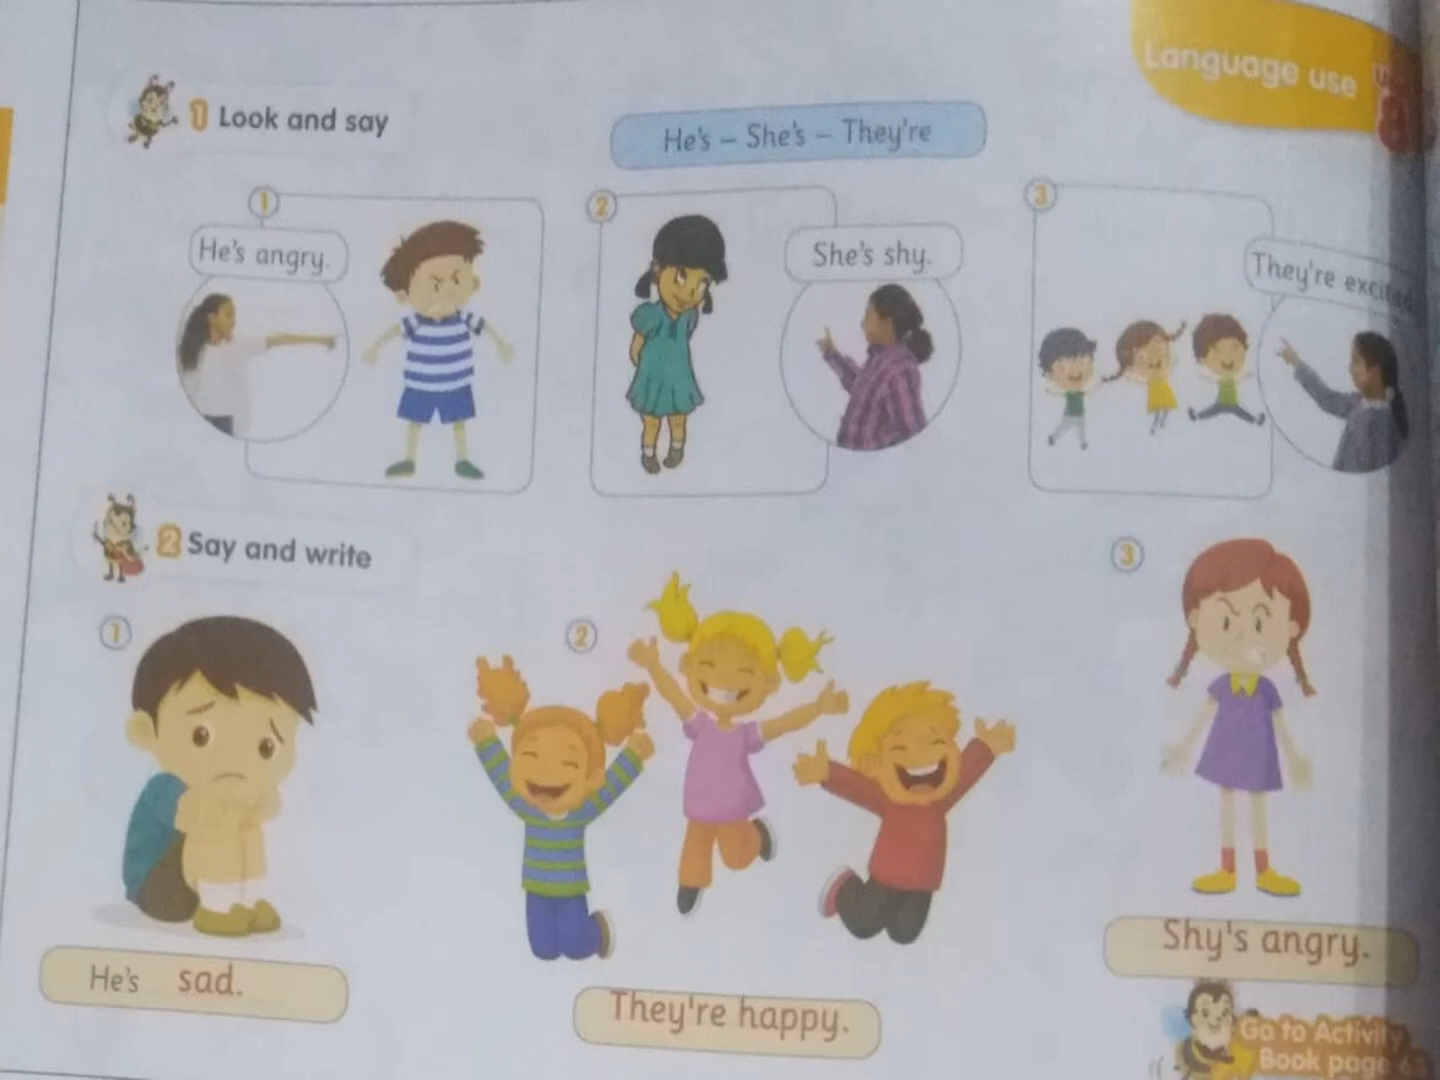 Language use
1 Look and say
He's – She's – They're
1
He's angry.
2
She's shy.
3
They're excited
2 Say and write
1
He's sad.
2
They're happy.
3
Shy's angry.
Go to Activity
Book page